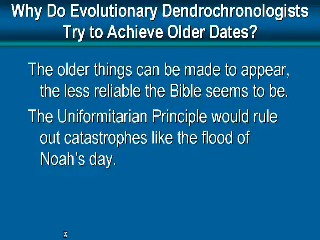 Why Do Evolutionary Dendrochronologists
Try to Achieve Older Dates?
The older things can be made to appear,
the less reliable the Bible seems to be.
The Uniformitarian Principle would rule
out catastrophes like the flood of
Noah's day.